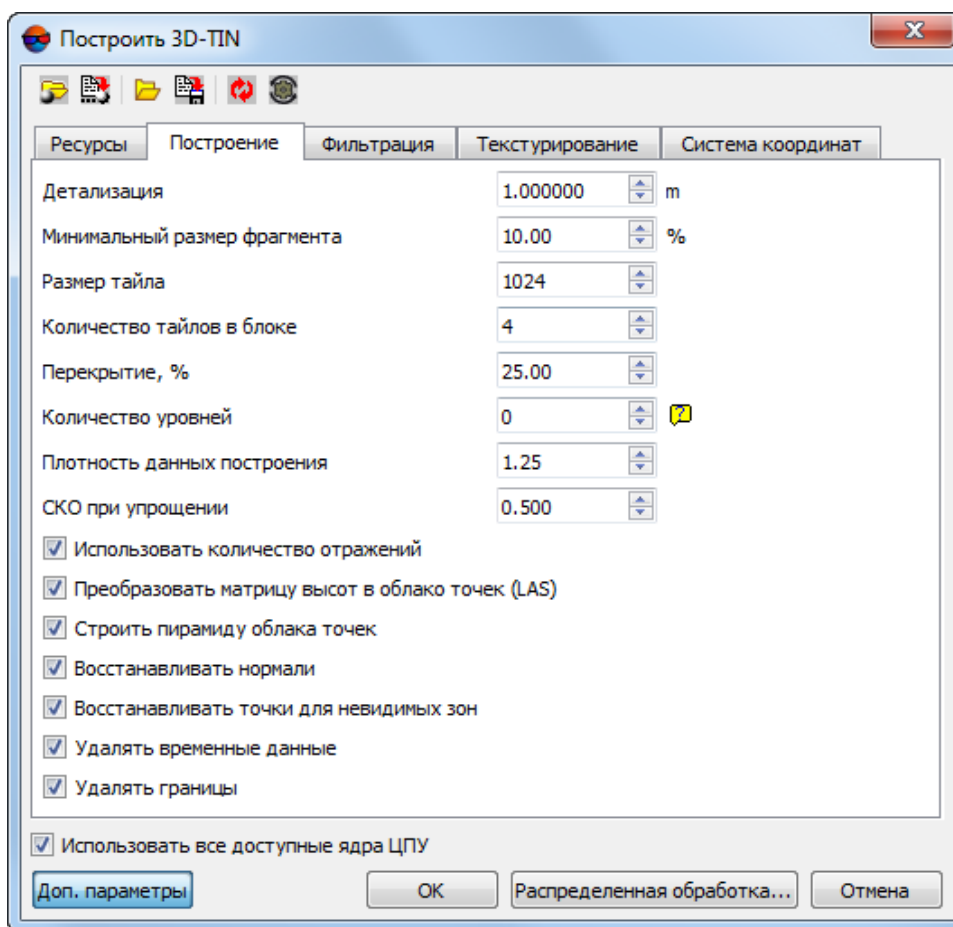 Построить 3D-TIN
Ресурсы Построение Фильтрация Текстурирование Система координат
Детализация 1.000000 m
Минимальный размер фрагмента 10.00 %
Размер тайла 1024
Количество тайлов в блоке 4
Перекрытие, % 25.00
Количество уровней 0 ?
Плотность данных построения 1.25
СКО при упрощении 0.500
Использовать количество отражений
Преобразовать матрицу высот в облако точек (LAS)
Строить пирамиду облака точек
Восстанавливать нормали
Восстанавливать точки для невидимых зон
Удалять временные данные
Удалять границы
Использовать все доступные ядра ЦПУ
Доп. параметры OK Распределенная обработка... Отмена